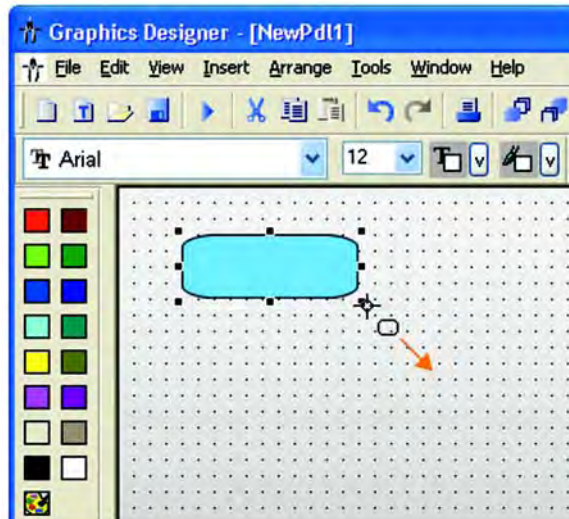 Graphics Designer - [NewPdl1]
File Edit View Insert Arrange Tools Window Help
Arial 12